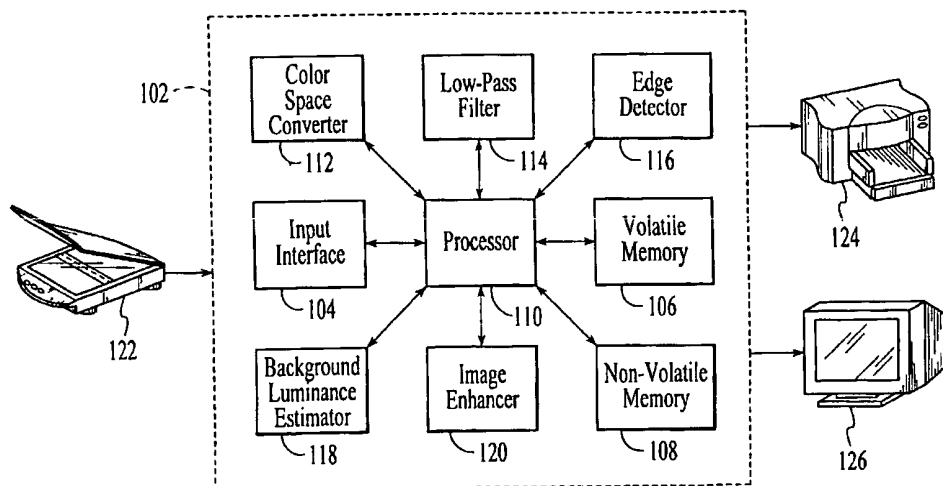 102
Color
Space
Converter
112
Low-Pass
Filter
114
Edge
Detector
116
124
Input
Interface
104
Processor
110
Volatile
Memory
106
122
Background
Luminance
Estimator
118
Image
Enhancer
120
Non-Volatile
Memory
108
126